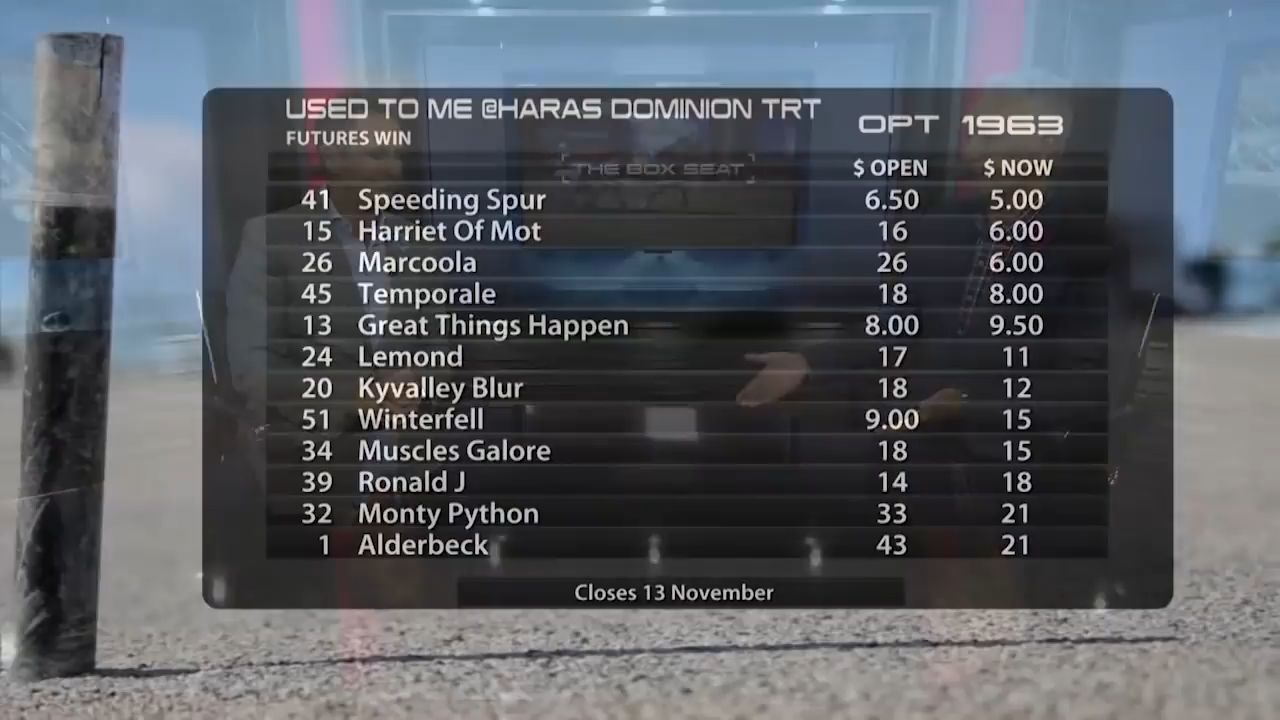 USED TO ME @HARAS DOMINION TRT OPT 1963
FUTURES WIN
THE BOX SEAT
$ OPEN $ NOW
41 Speeding Spur 6.50 5.00
15 Harriet Of Mot 16 6.00
26 Marcoola 26 6.00
45 Temporale 18 8.00
13 Great Things Happen 8.00 9.50
24 Lemond 17 11
20 Kyvalley Blur 18 12
51 Winterfell 9.00 15
34 Muscles Galore 18 15
39 Ronald J 14 18
32 Monty Python 33 21
1 Alderbeck 43 21
Closes 13 November